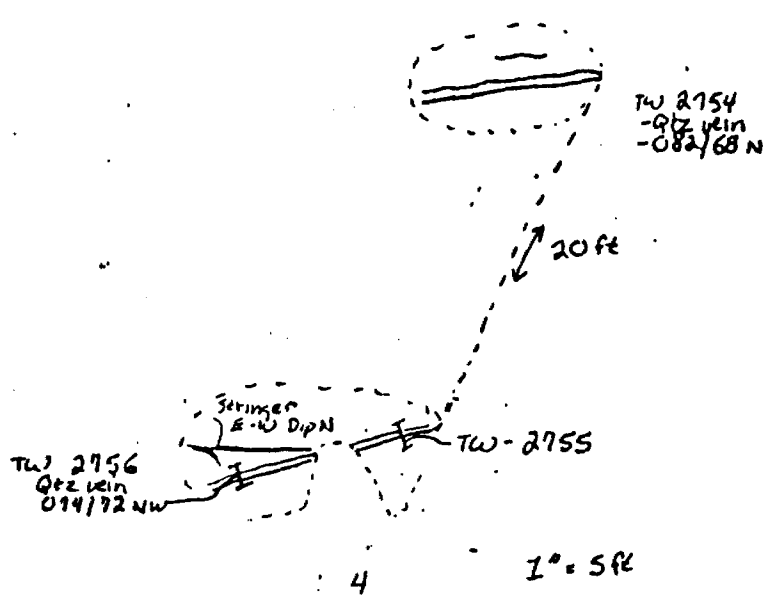 TW 2754
-Qtz vein
-082/68 N
20 ft
Stringer
E-W Dip N
TW-2755
TW 2756
Qtz vein
074/72 NW
4
1" = 5 ft